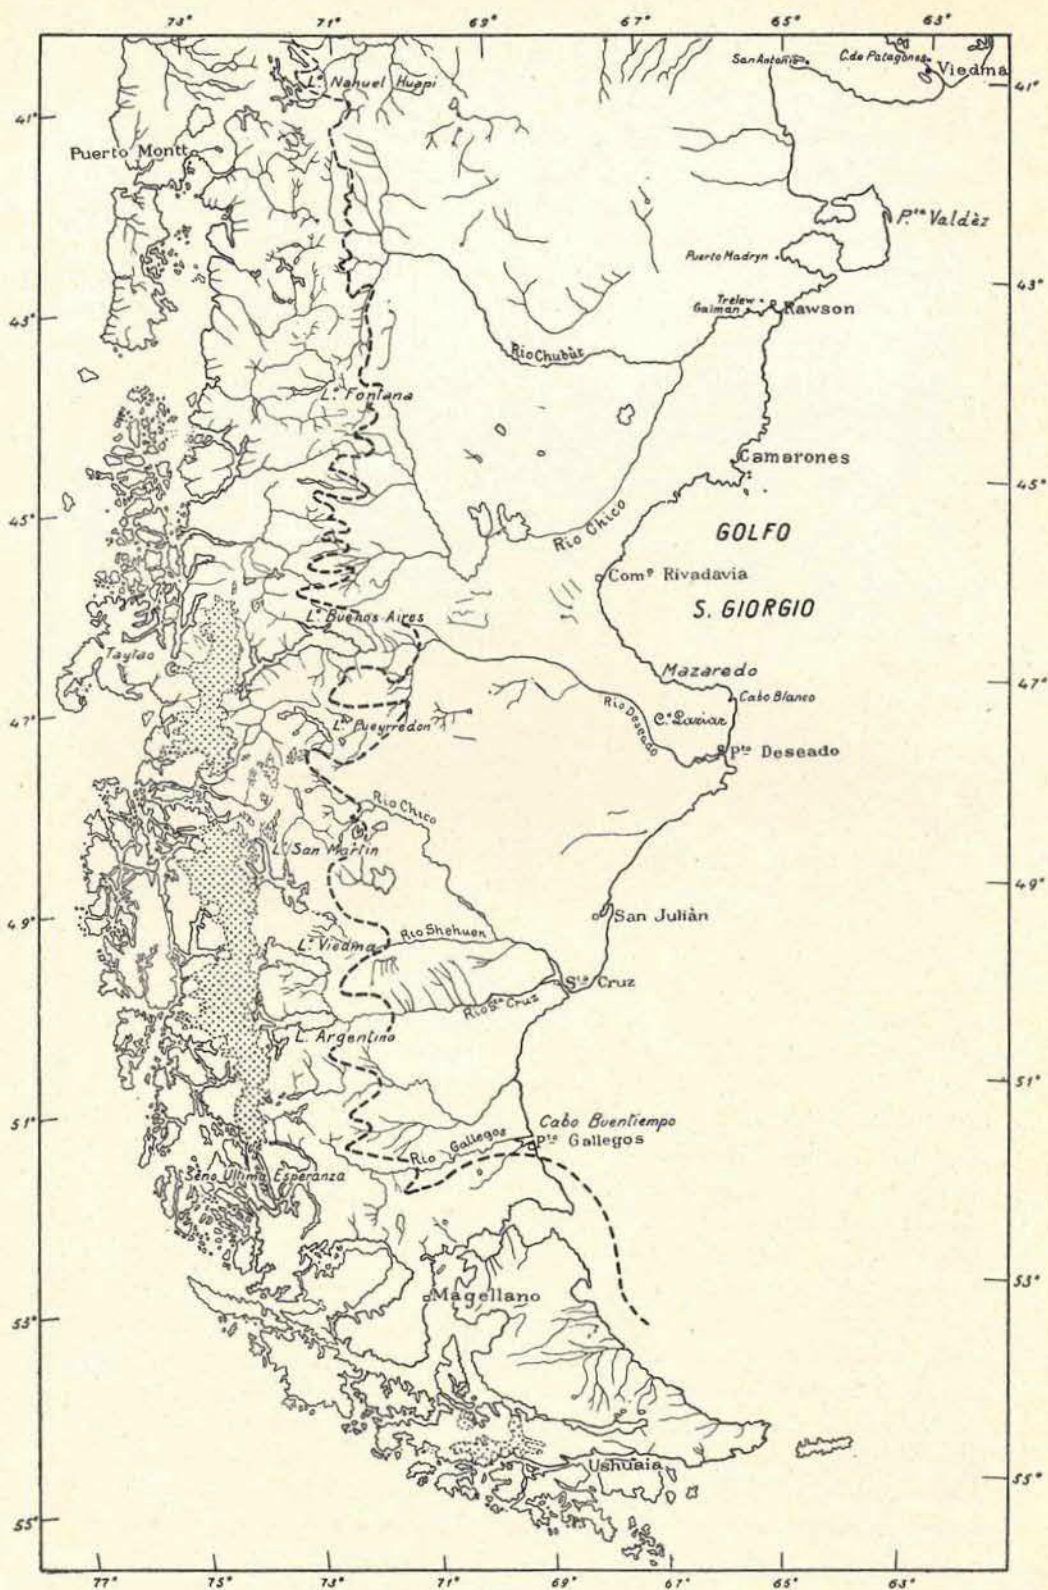 73° 71° 69° 67° 65° 63°
San Antonio
C. de Patagones
Viedma
L.º Nahuel Huapi
41°
41°
Puerto Montt
P.ta Valdèz
Puerto Madryn
43°
Trelew
Gaiman
Rawson
43°
Rio Chubùt
L.º Fontana
Camarones
45°
Rio Chico
45°
GOLFO
Com.º Rivadavia
S. GIORGIO
L.º Buenos Aires
Taytao
Mazaredo
47°
Cabo Blanco
Rio Deseado
47°
L.º Pueyrredon
P.to Deseado
Rio Chico
L.º San Martin
49°
San Juliàn
49°
Rio Shehuen
L.º Viedma
S.ta Cruz
Rio S.ta Cruz
L. Argentino
51°
51°
Cabo Buentiempo
P.to Gallegos
Rio Gallegos
Seno Ultima Esperanza
53°
Magellano
53°
Ushuaia
55°
55°
77° 75° 73° 71° 69° 67° 65° 63°